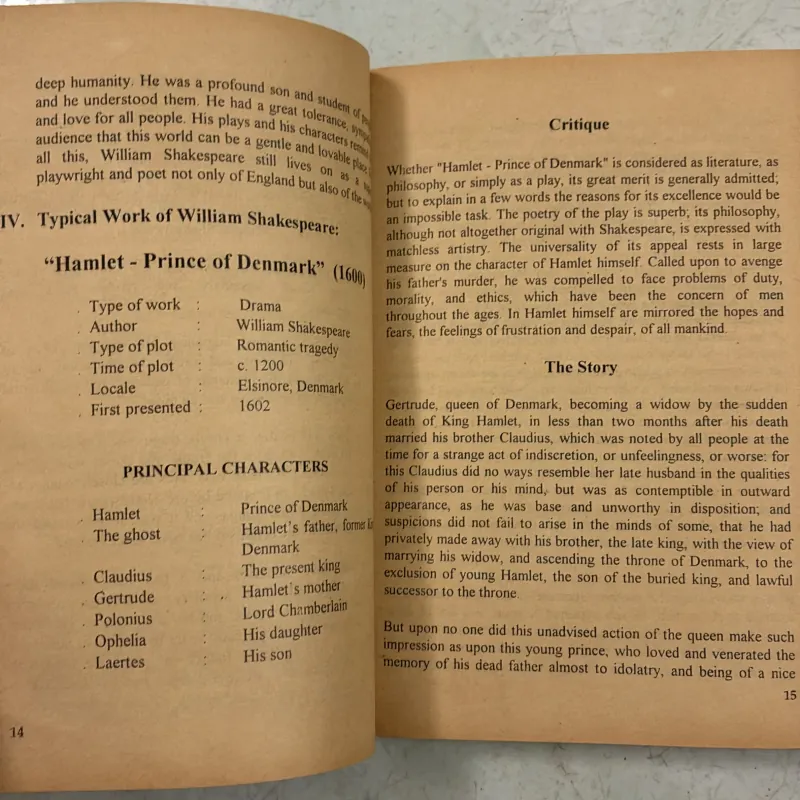 deep humanity. He was a profound son and student of
and he understood them. He had a great tolerance,
and love for all people. His plays and his characters
audience that this world can be a gentle and lovable
all this, William Shakespeare still lives on as a
playwright and poet not only of England but also of the
IV. Typical Work of William Shakespeare:
“Hamlet - Prince of Denmark” (1600)
. Type of work : Drama
. Author : William Shakespeare
. Type of plot : Romantic tragedy
. Time of plot : c. 1200
. Locale : Elsinore, Denmark
. First presented : 1602
PRINCIPAL CHARACTERS
. Hamlet : Prince of Denmark
. The ghost : Hamlet's father, former
Denmark
. Claudius : The present king
. Gertrude : Hamlet's mother
. Polonius : Lord Chamberlain
. Ophelia : His daughter
. Laertes : His son
14
Critique
Whether "Hamlet - Prince of Denmark" is considered as literature, as
philosophy, or simply as a play, its great merit is generally admitted;
but to explain in a few words the reasons for its excellence would be
an impossible task. The poetry of the play is superb; its philosophy,
although not altogether original with Shakespeare, is expressed with
matchless artistry. The universality of its appeal rests in large
measure on the character of Hamlet himself. Called upon to avenge
his father's murder, he was compelled to face problems of duty,
morality, and ethics, which have been the concern of men
throughout the ages. In Hamlet himself are mirrored the hopes and
fears, the feelings of frustration and despair, of all mankind.
The Story
Gertrude, queen of Denmark, becoming a widow by the sudden
death of King Hamlet, in less than two months after his death
married his brother Claudius, which was noted by all people at the
time for a strange act of indiscretion, or unfeelingness, or worse: for
this Claudius did no ways resemble her late husband in the qualities
of his person or his mind, but was as contemptible in outward
appearance, as he was base and unworthy in disposition; and
suspicions did not fail to arise in the minds of some, that he had
privately made away with his brother, the late king, with the view of
marrying his widow, and ascending the throne of Denmark, to the
exclusion of young Hamlet, the son of the buried king, and lawful
successor to the throne.
But upon no one did this unadvised action of the queen make such
impression as upon this young prince, who loved and venerated the
memory of his dead father almost to idolatry, and being of a nice
15